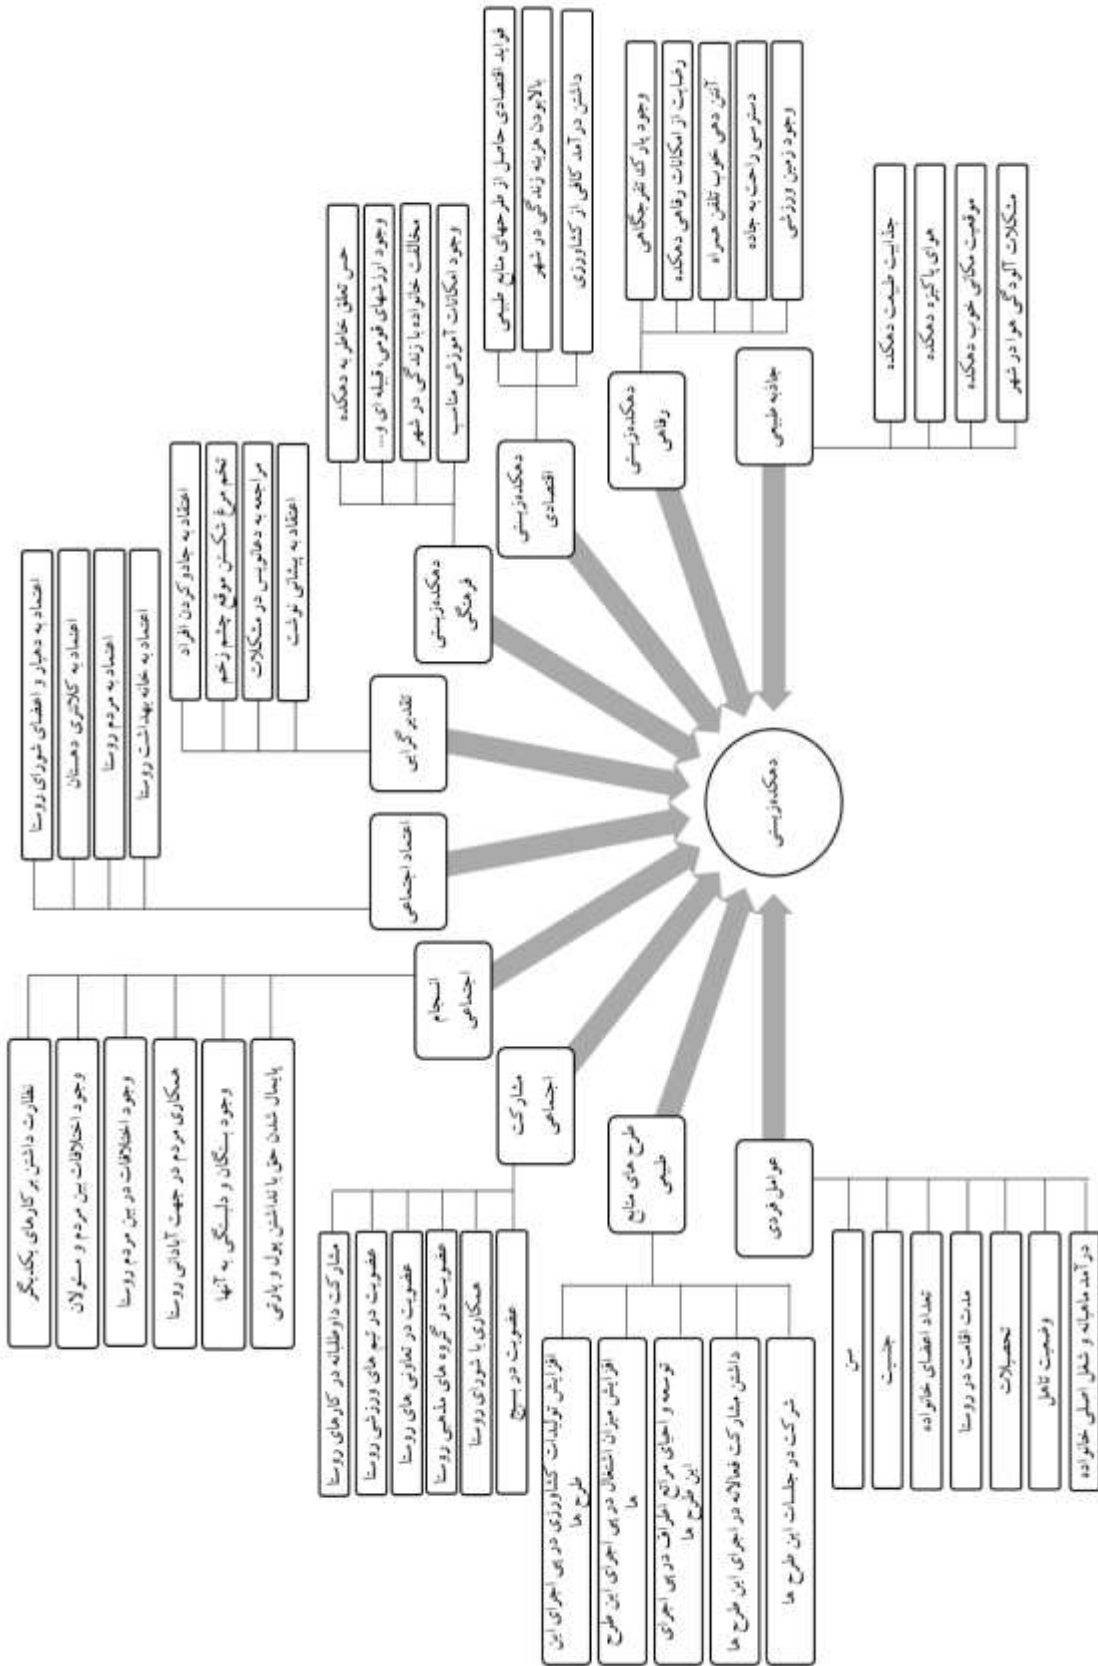 دهکده‌زیستی
عوامل فردی
سن
جنسیت
تعداد اعضای خانواده
مدت اقامت در روستا
تحصیلات
وضعیت تاهل
درآمد ماهیانه و شغل اصلی خانواده
طرح های منابع
طبیعی
افزایش تولیدات کشاورزی در پی اجرای این
طرح ها
افزایش میزان اشتغال در پی اجرای این طرح
ها
توسعه و احیای مراتع اطراف در پی اجرای
این طرح ها
داشتن مشارکت فعالانه در اجرای این طرح ها
شرکت در جلسات این طرح ها
مشارکت
اجتماعی
مشارکت داوطلبانه در کارهای روستا
عضویت در تیم های ورزشی روستا
عضویت در تعاونی های روستا
عضویت در گروه های مذهبی روستا
همکاری با شورای روستا
عضویت در بسیج
انسجام
اجتماعی
نظارت داشتن بر کارهای یکدیگر
وجود اختلافات بین مردم و مسئولان
وجود اختلافات در بین مردم روستا
همکاری مردم در جهت آبادانی روستا
وجود بستگان و دلبستگی به آنها
پایمال شدن حق با نداشتن پول و پارتی
اعتماد اجتماعی
اعتماد به دهیار و اعضای شورای روستا
اعتماد به کلانتری دهستان
اعتماد به مردم روستا
اعتماد به خانه بهداشت روستا
تقدیر گرایی
اعتقاد به جادو کردن افراد
تخم مرغ شکستن موقع چشم زخم
مراجعه به دعانویس در مشکلات
اعتقاد به پیشانی نوشت
دهکده‌زیستی
فرهنگی
حس تعلق خاطر به دهکده
وجود ارزشهای قومی، قبیله ای و...
مخالفت خانواده با زندگی در شهر
وجود امکانات آموزشی مناسب
دهکده‌زیستی
اقتصادی
فواید اقتصادی حاصل از طرحهای منابع طبیعی
بالابودن هزینه زندگی در شهر
داشتن درآمد کافی از کشاورزی
دهکده‌زیستی
رفاهی
وجود پارک تفرجگاهی
رضایت از امکانات رفاهی دهکده
آنتن دهی خوب تلفن همراه
دسترسی راحت به جاده
وجود زمین ورزشی
جاذبه طبیعی
جذابیت طبیعت دهکده
هوای پاکیزه دهکده
موقعیت مکانی خوب دهکده
مشکلات آلودگی هوا در شهر